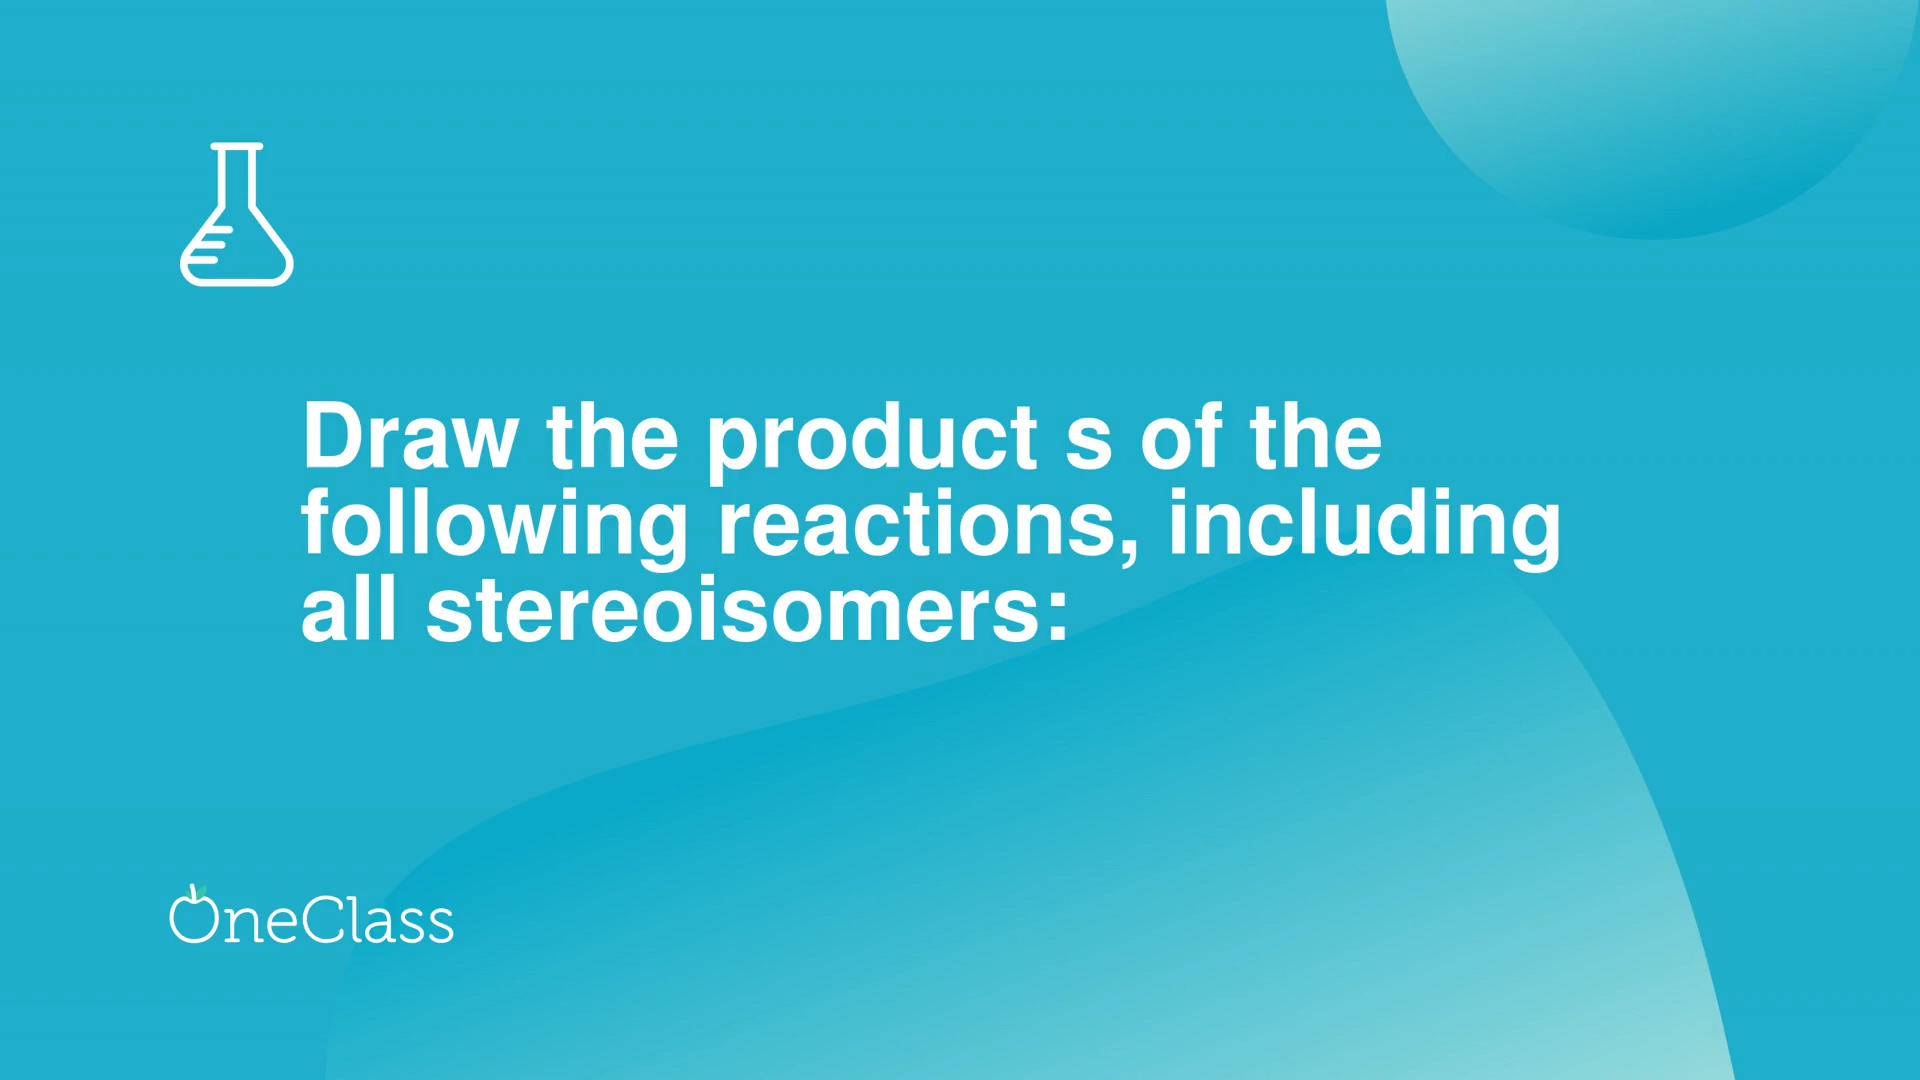 Draw the product s of the
following reactions, including
all stereoisomers:
OneClass